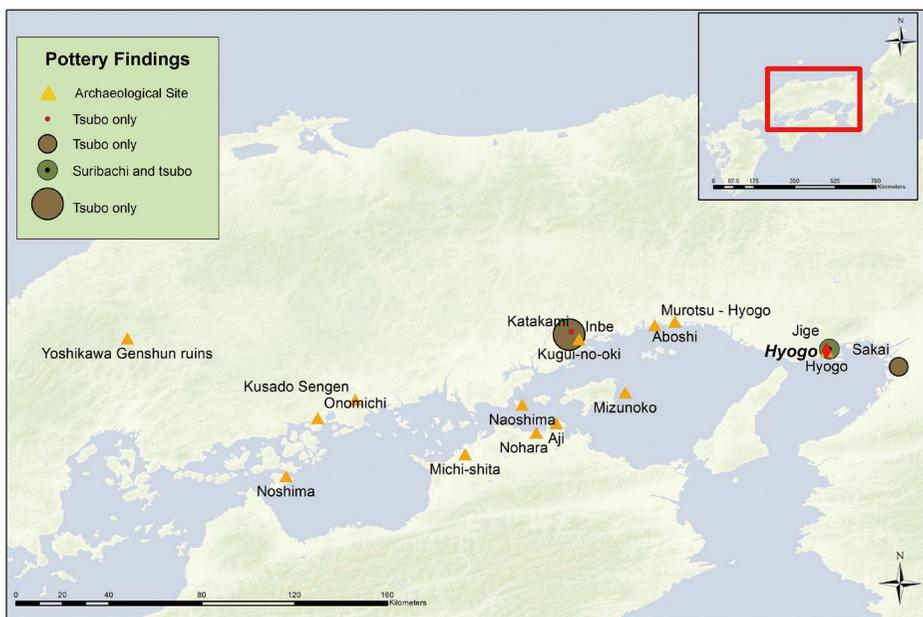 Pottery Findings
Archaeological Site
Tsubo only
Tsubo only
Suribachi and tsubo
Tsubo only
N
0 87.5 175 350 525 700
Kilometers
Murotsu - Hyogo
Katakami
Inbe
Aboshi
Jige
Yoshikawa Genshun ruins
Kugui-no-oki
Hyogo
Sakai
Hyogo
Kusado Sengen
Onomichi
Mizunoko
Naoshima
Aji
Nohara
Michi-shita
Noshima
N
0 20 40 80 120 160
Kilometers